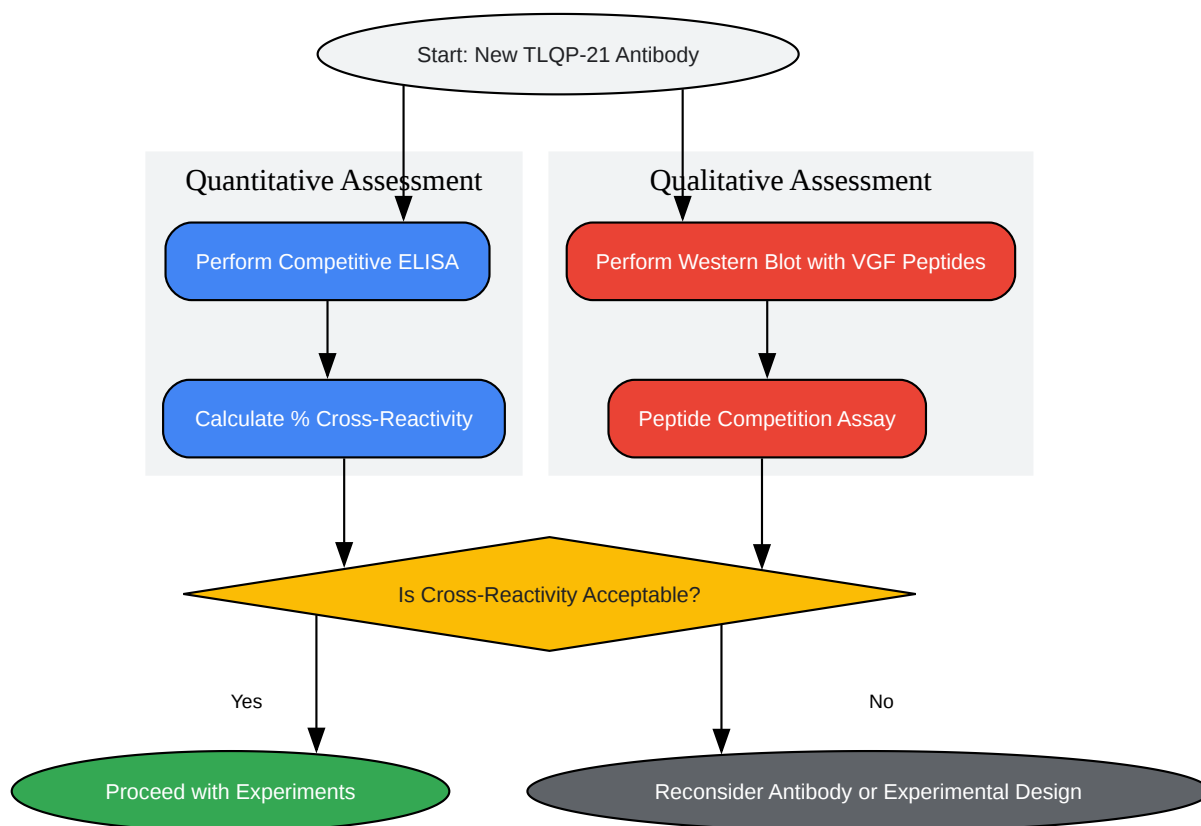 Start: New TLQP-21 Antibody
Quantitative Assessment
Qualitative Assessment
Perform Competitive ELISA
Perform Western Blot with VGF Peptides
Calculate % Cross-Reactivity
Peptide Competition Assay
Is Cross-Reactivity Acceptable?
Yes
No
Proceed with Experiments
Reconsider Antibody or Experimental Design